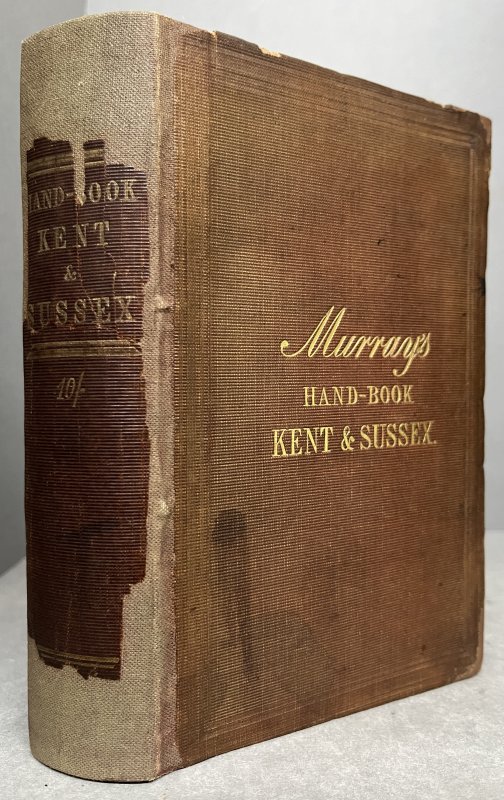 HAND-BOOK
KENT
&
SUSSEX
10/-
Murray's
HAND-BOOK
KENT & SUSSEX.